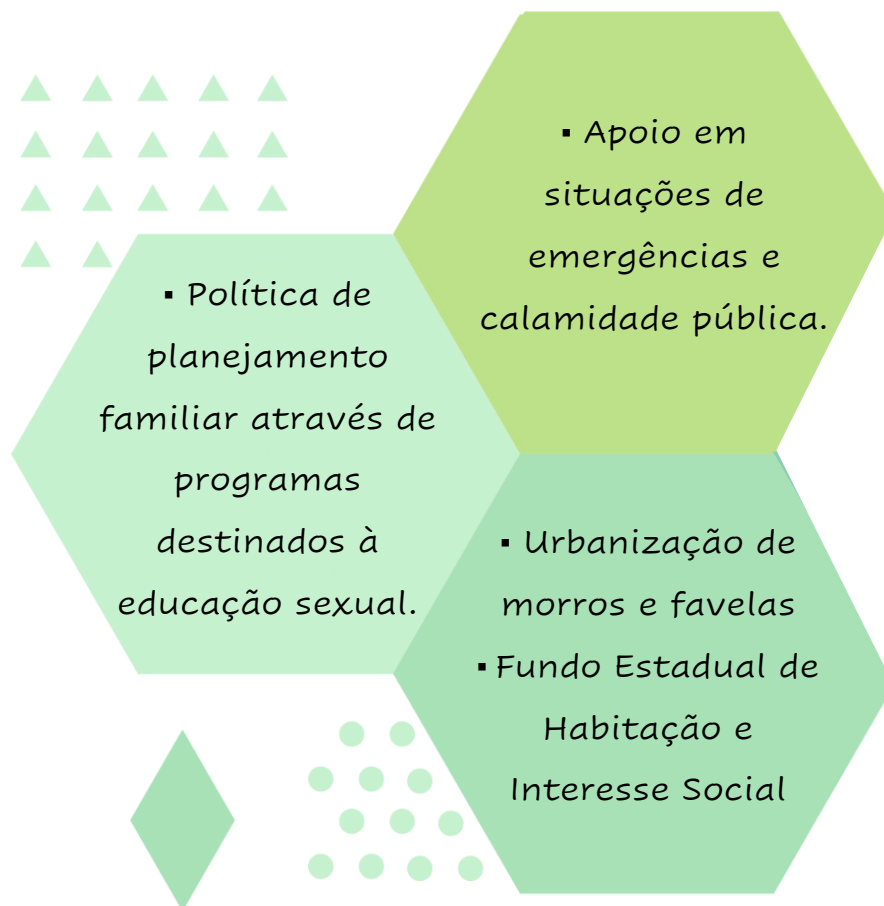 ▪ Apoio em
situações de
emergências e
calamidade pública.
▪ Política de
planejamento
familiar através de
programas
destinados à
educação sexual.
▪ Urbanização de
morros e favelas
▪ Fundo Estadual de
Habitação e
Interesse Social